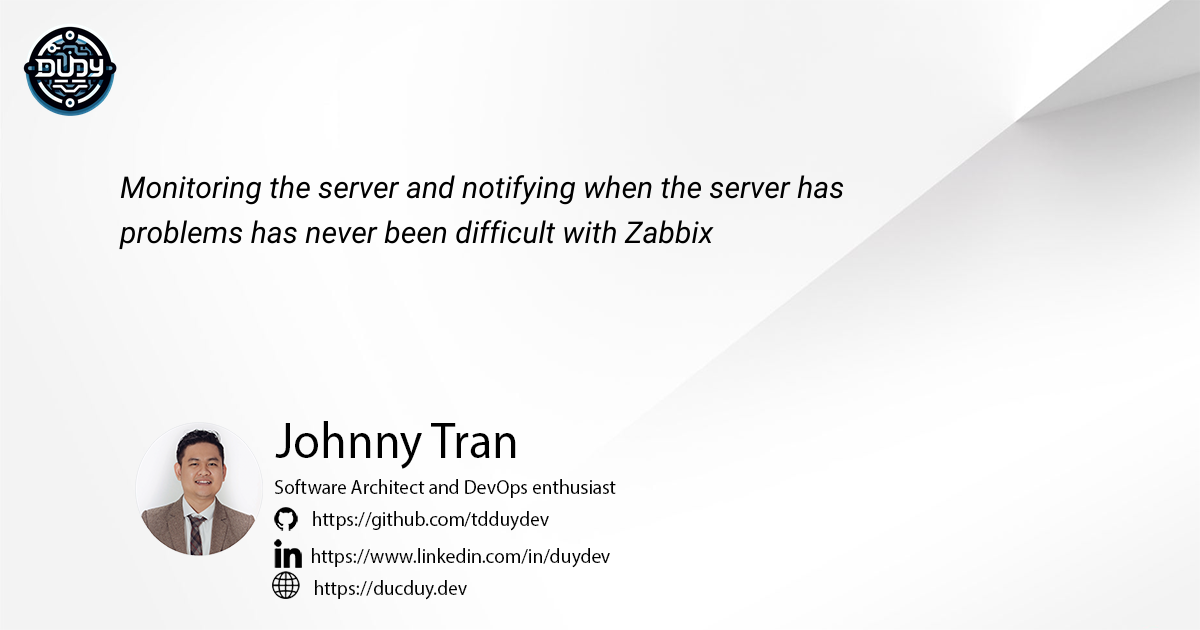 DUDY
Monitoring the server and notifying when the server has
problems has never been difficult with Zabbix
Johnny Tran
Software Architect and DevOps enthusiast
https://github.com/tdduydev
in https://www.linkedin.com/in/duydev
https://ducduy.dev